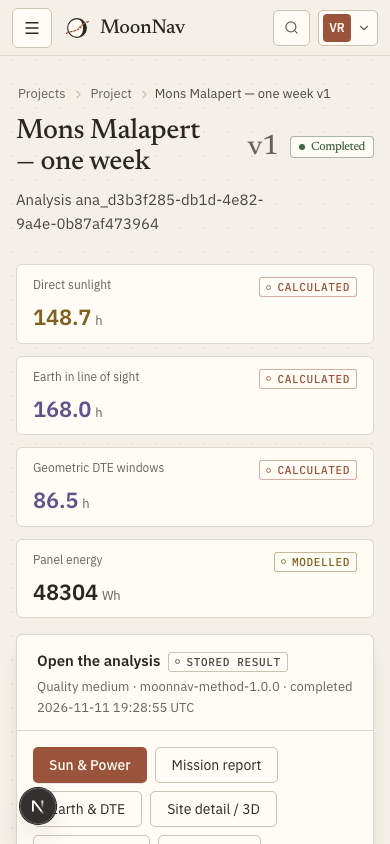 MoonNav
VR
Projects > Project > Mons Malapert — one week v1
Mons Malapert
— one week
v1
Completed
Analysis ana_d3b3f285-db1d-4e82-
9a4e-0b87af473964
Direct sunlight
CALCULATED
148.7 h
Earth in line of sight
CALCULATED
168.0 h
Geometric DTE windows
CALCULATED
86.5 h
Panel energy
MODELLED
48304 Wh
Open the analysis
STORED RESULT
Quality medium · moonnav-method-1.0.0 · completed
2026-11-11 19:28:55 UTC
Sun & Power
Mission report
N
& DTE
Site detail / 3D